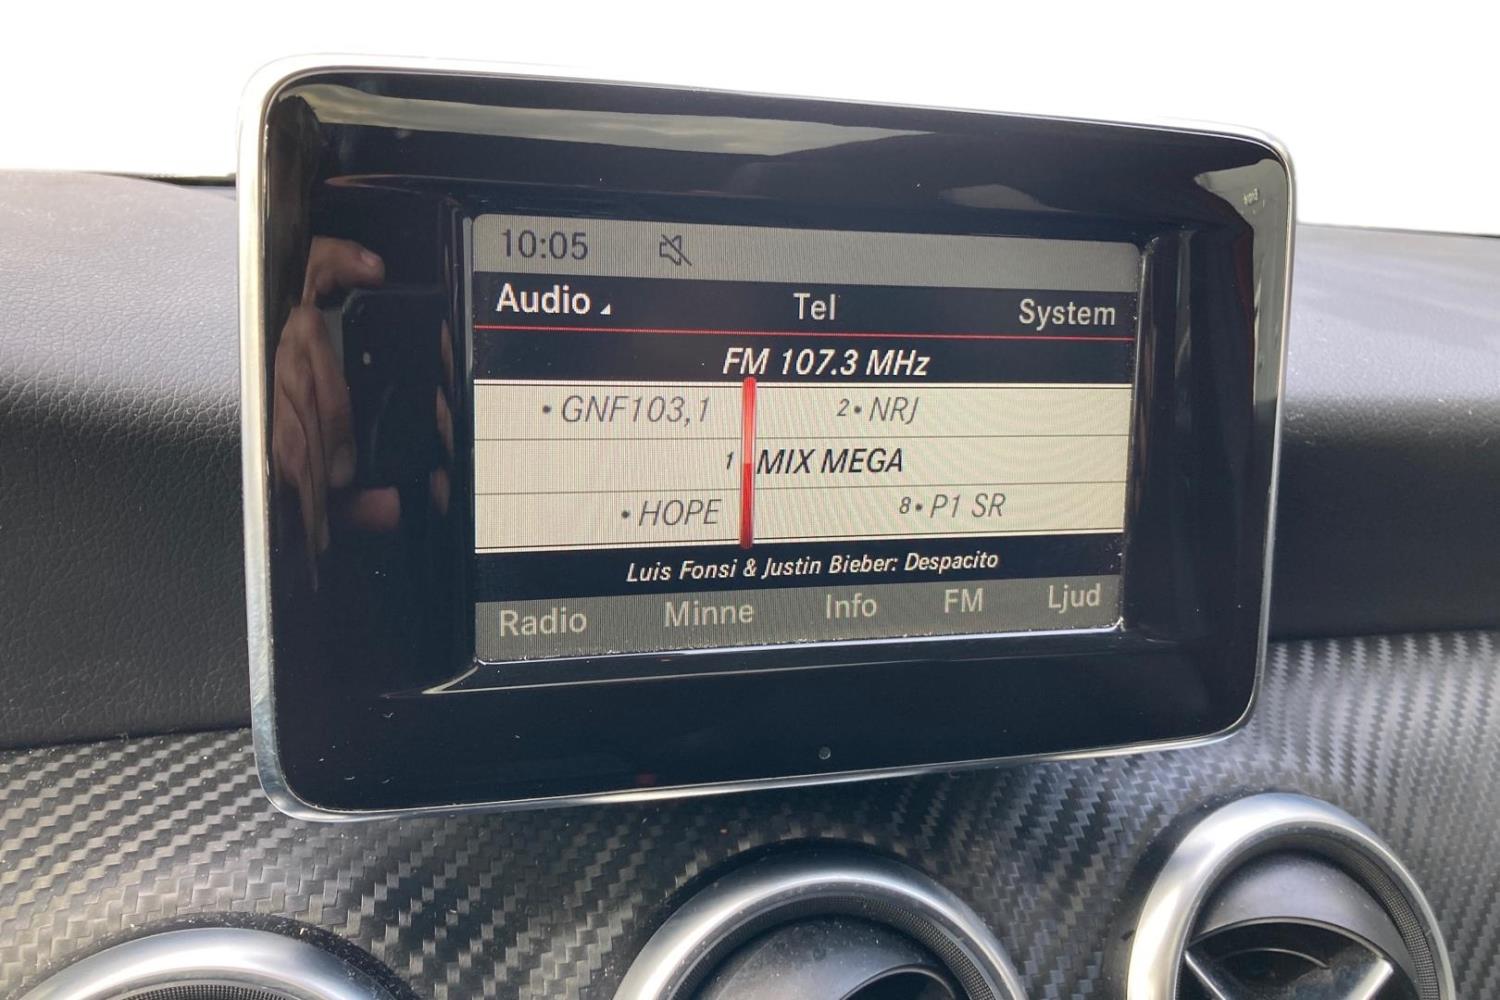 10:05
Audio Tel System
FM 107.3 MHz
• GNF103,1 2• NRJ
1 MIX MEGA
• HOPE 8• P1 SR
Luis Fonsi & Justin Bieber: Despacito
Radio Minne Info FM Ljud